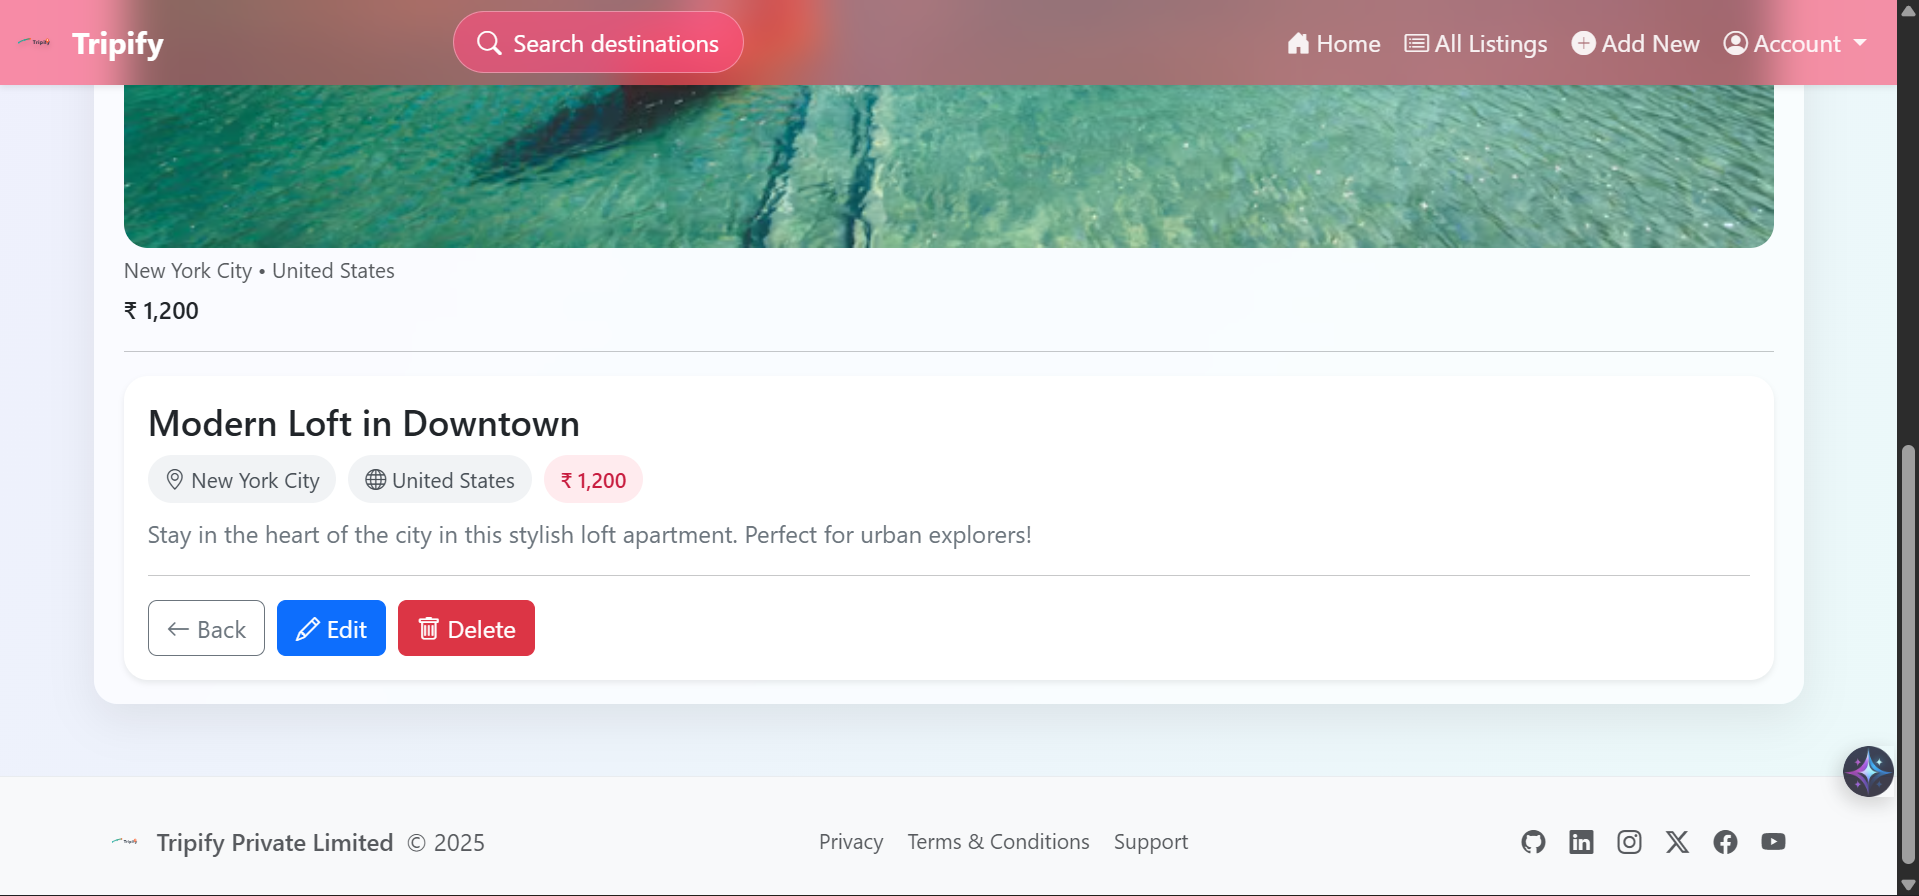 Tripify
Tripify
Search destinations
Home
All Listings
Add New
Account
New York City • United States
₹ 1,200
Modern Loft in Downtown
New York City
United States
₹ 1,200
Stay in the heart of the city in this stylish loft apartment. Perfect for urban explorers!
← Back
Edit
Delete
Tripify
Tripify Private Limited © 2025
Privacy
Terms & Conditions
Support